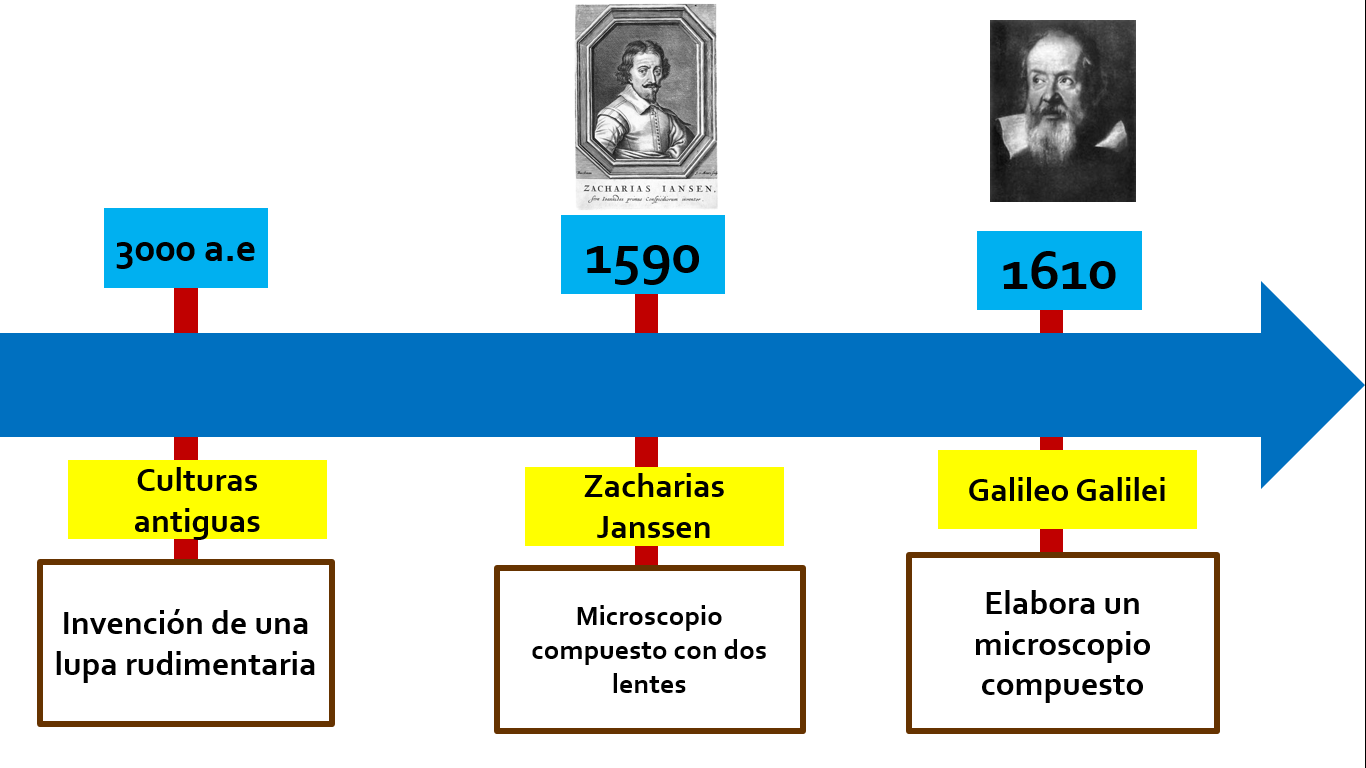 ZACHARIAS IANSEN.
3000 a.e
1590
1610
Culturas
antiguas
Zacharias
Janssen
Galileo Galilei
Invención de una
lupa rudimentaria
Microscopio
compuesto con dos
lentes
Elabora un
microscopio
compuesto